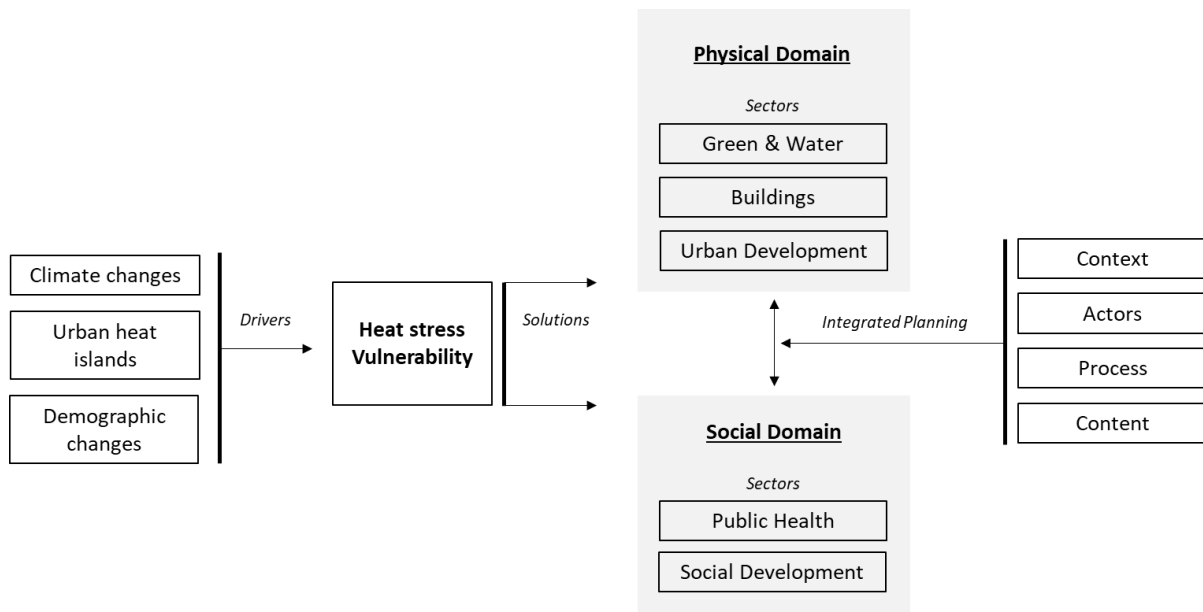 Climate changes
Urban heat
islands
Demographic
changes
Drivers
Heat stress
Vulnerability
Solutions
Physical Domain
Sectors
Green & Water
Buildings
Urban Development
Social Domain
Sectors
Public Health
Social Development
Integrated Planning
Context
Actors
Process
Content